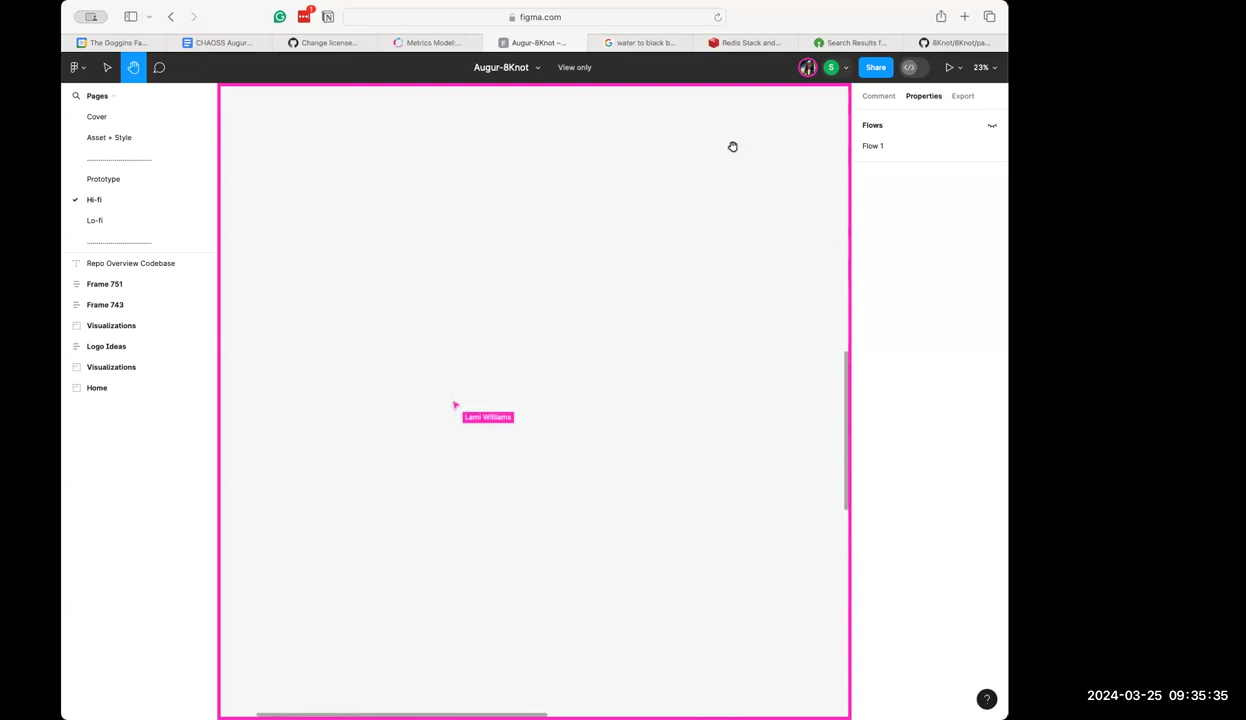 1
figma.com
The Goggins Fa...
CHAOSS Augur...
Change license...
Metrics Model:...
Augur-8Knot –...
water to black b...
Redis Stack and...
Search Results f...
8Knot/8Knot/pa...
Augur-8Knot
View only
S
Share
23%
Pages
Comment
Properties
Export
Cover
Flows
Asset + Style
Flow 1
Prototype
Hi-fi
Lo-fi
Repo Overview Codebase
Frame 751
Frame 743
Visualizations
Logo Ideas
Visualizations
Home
Lami Williams
2024-03-25 09:35:35
?